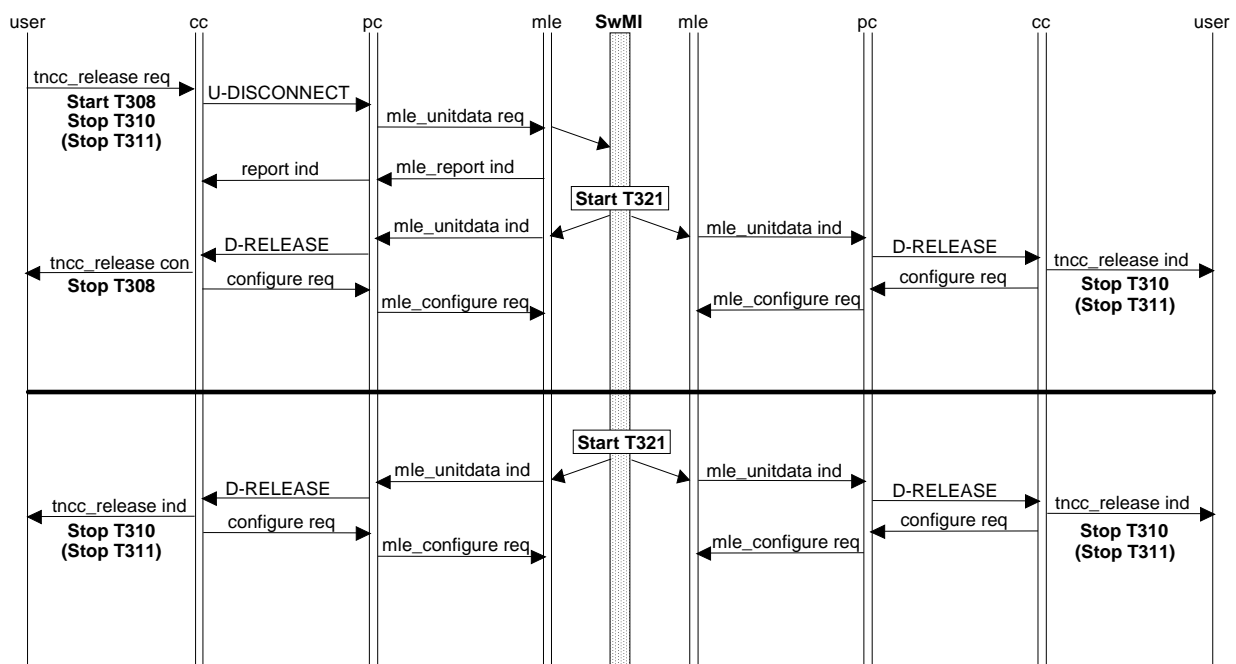 user cc pc mle SwMI mle pc cc user
tncc_release req
Start T308
Stop T310
(Stop T311)
U-DISCONNECT
mle_unitdata req
report ind
mle_report ind
Start T321
mle_unitdata ind
mle_unitdata ind
D-RELEASE
D-RELEASE
tncc_release con
Stop T308
configure req
configure req
tncc_release ind
Stop T310
(Stop T311)
mle_configure req
mle_configure req
Start T321
mle_unitdata ind
mle_unitdata ind
D-RELEASE
D-RELEASE
tncc_release ind
Stop T310
(Stop T311)
configure req
configure req
tncc_release ind
Stop T310
(Stop T311)
mle_configure req
mle_configure req